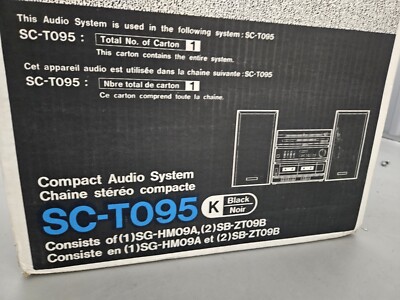 This Audio System is used in the following system : SC-T095
SC-T095 : Total No. of Carton 1
This carton contains the entire system.
Cet appareil audio est utilisée dans la chaine suivante : SC-T095
SC-T095 : Nbre total de carton 1
Ce carton comprend toute la chaîne.
Compact Audio System
Chaine stéréo compacte
SC-T095 K Black
Noir
Consists of (1)SG-HM09A, (2)SB-ZT09B
Consiste en (1)SG-HM09A et (2)SB-ZT09B